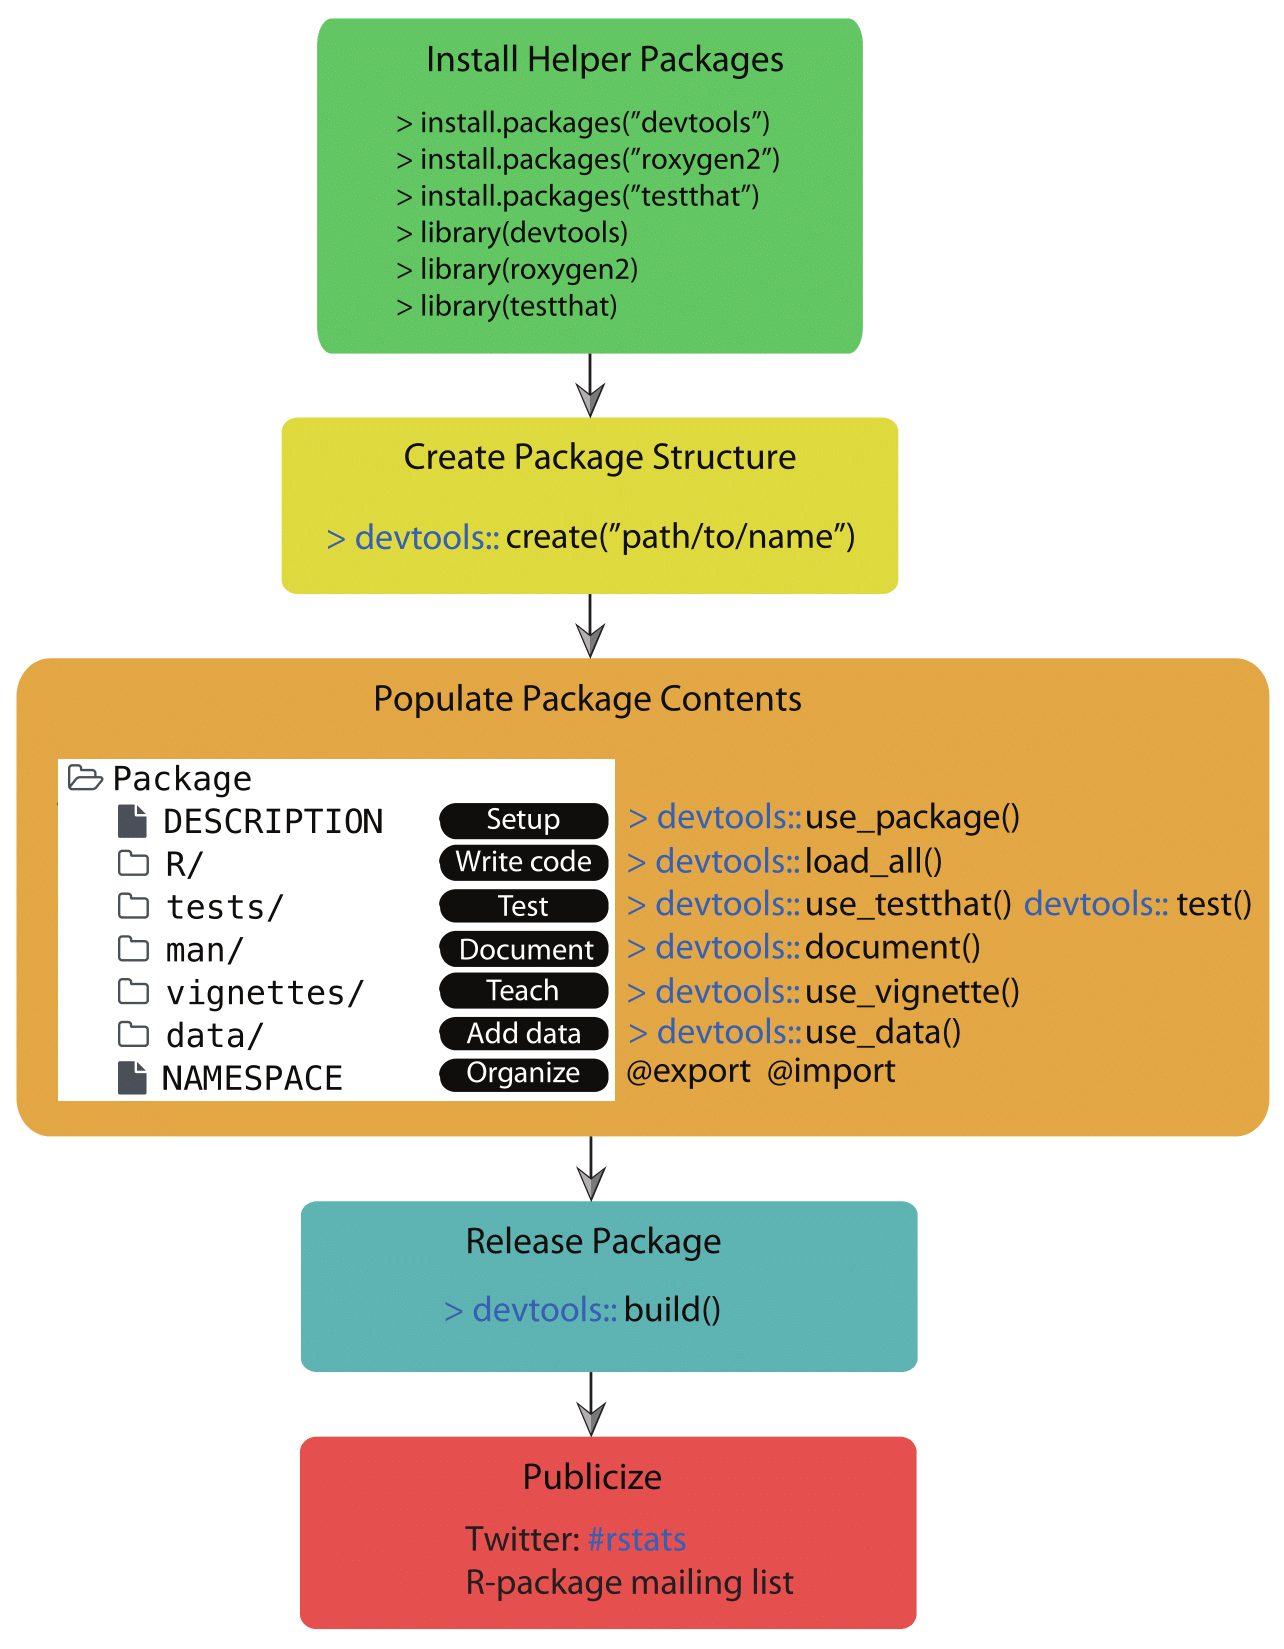 Install Helper Packages
> install.packages(”devtools”)
> install.packages(”roxygen2”)
> install.packages(”testthat”)
> library(devtools)
> library(roxygen2)
> library(testthat)
Create Package Structure
> devtools:: create(”path/to/name”)
Populate Package Contents
Package
DESCRIPTION Setup > devtools:: use_package()
R/ Write code > devtools:: load_all()
tests/ Test > devtools:: use_testthat() devtools:: test()
man/ Document > devtools:: document()
vignettes/ Teach > devtools:: use_vignette()
data/ Add data > devtools:: use_data()
NAMESPACE Organize @export @import
Release Package
> devtools:: build()
Publicize
Twitter: #rstats
R-package mailing list